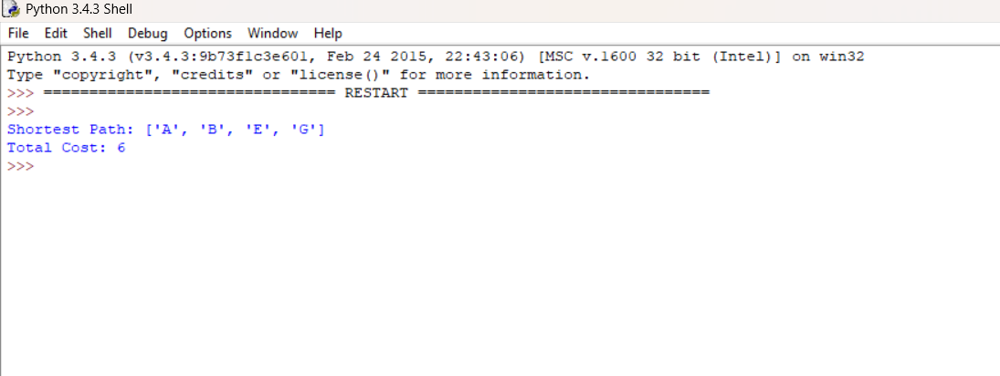 Python 3.4.3 Shell
File Edit Shell Debug Options Window Help
Python 3.4.3 (v3.4.3:9b73f1c3e601, Feb 24 2015, 22:43:06) [MSC v.1600 32 bit (Intel)] on win32
Type "copyright", "credits" or "license()" for more information.
>>> ================================ RESTART ================================
>>>
Shortest Path: ['A', 'B', 'E', 'G']
Total Cost: 6
>>>